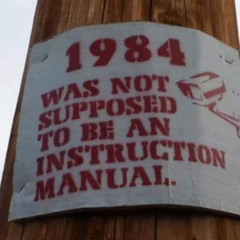 1984
WAS NOT
SUPPOSED
TO BE AN
INSTRUCTION
MANUAL.